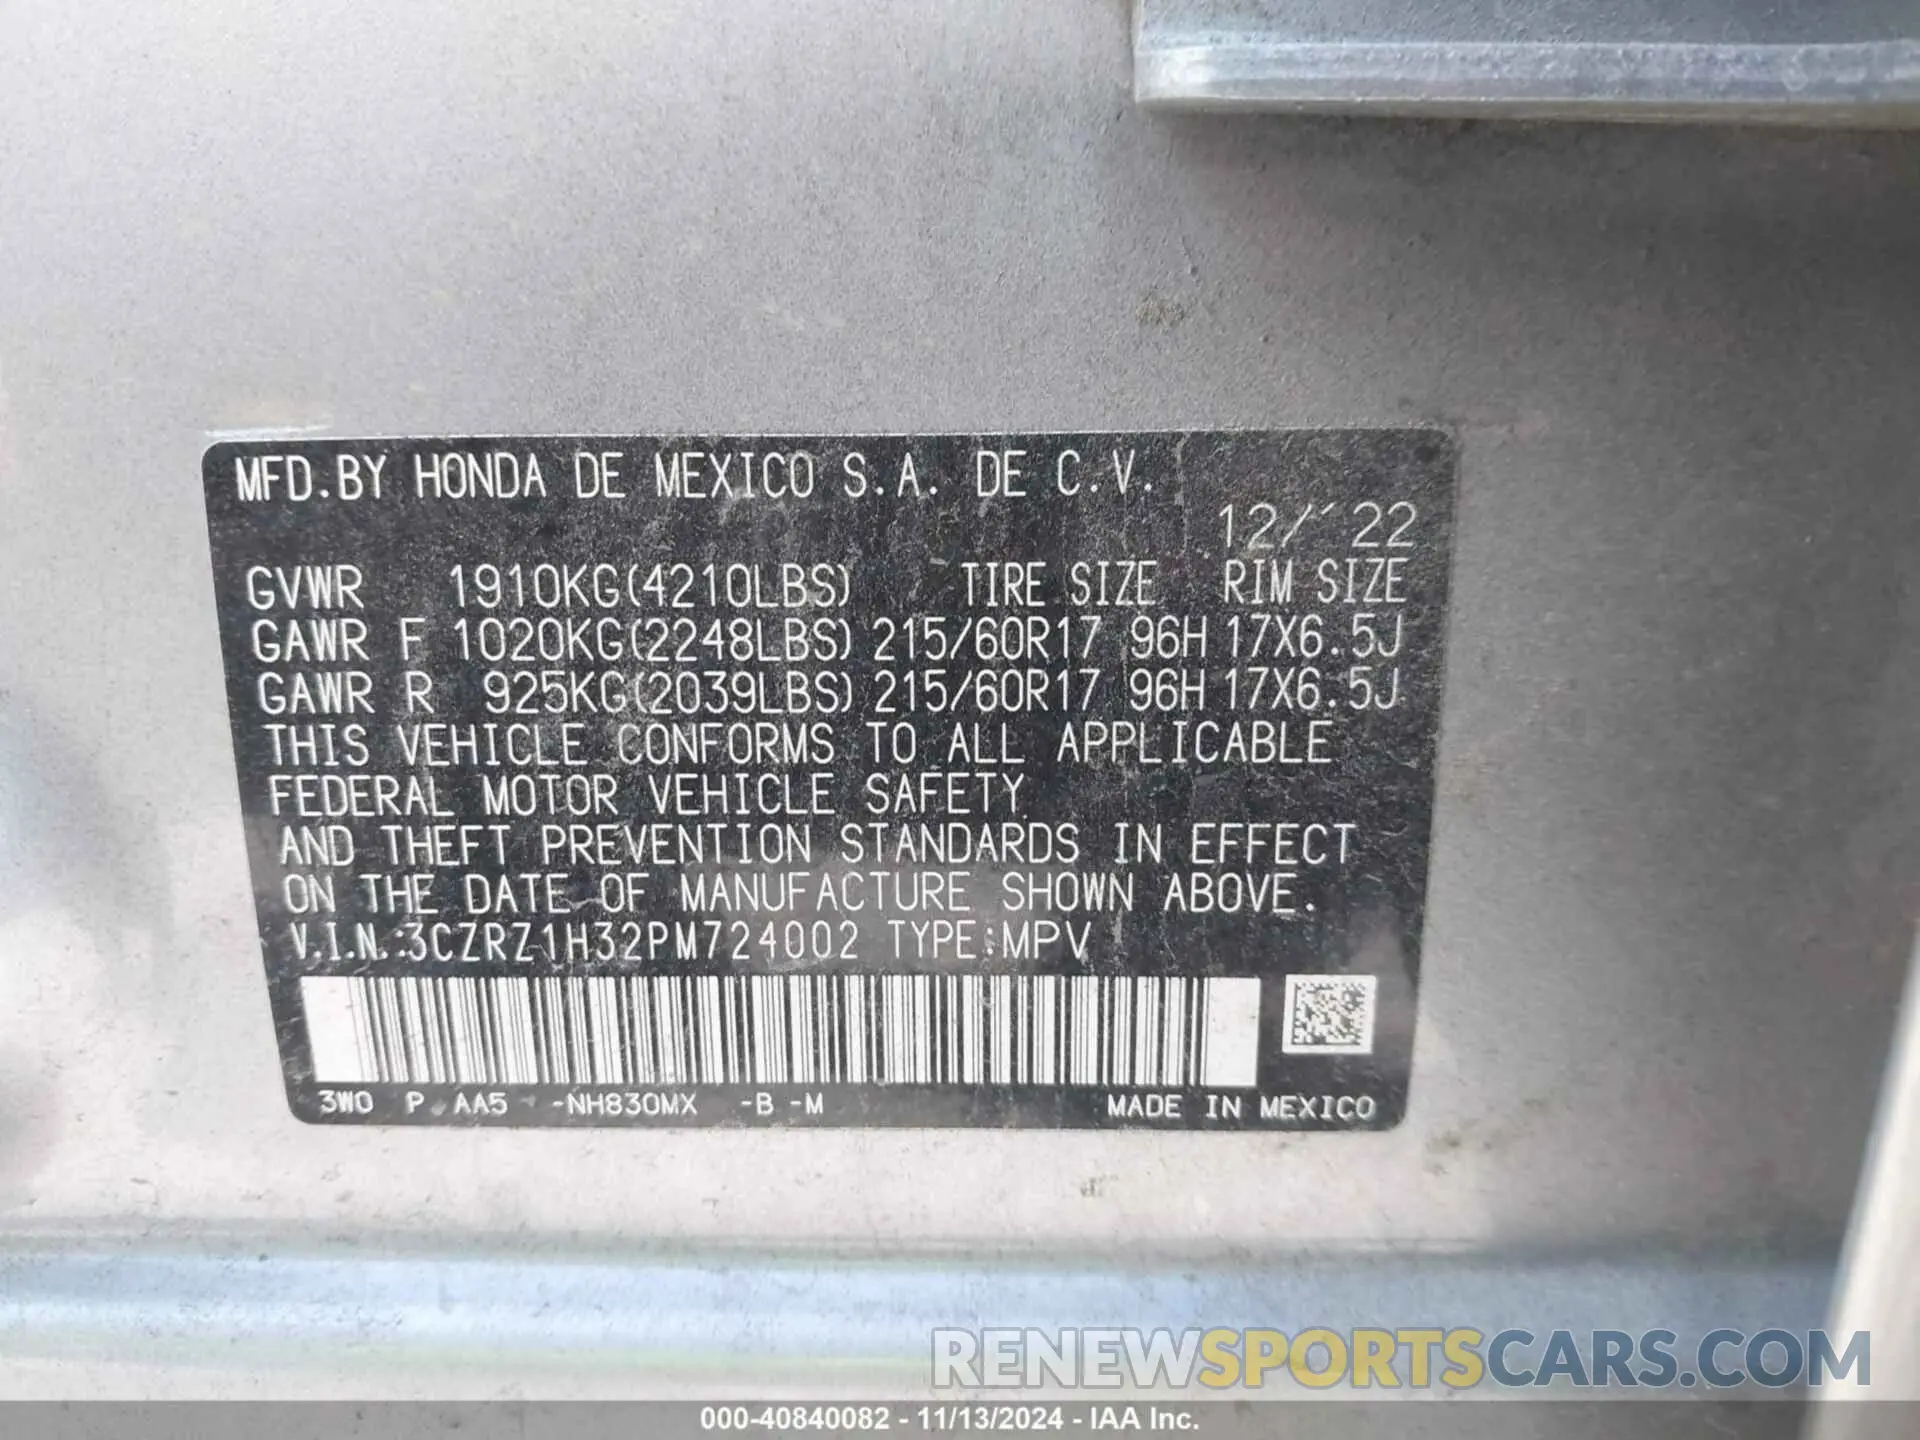 MFD.BY HONDA DE MEXICO S.A. DE C.V.
12/´22
GVWR 1910KG(4210LBS) TIRE SIZE RIM SIZE
GAWR F 1020KG(2248LBS) 215/60R17 96H 17X6.5J
GAWR R 925KG(2039LBS) 215/60R17 96H 17X6.5J
THIS VEHICLE CONFORMS TO ALL APPLICABLE
FEDERAL MOTOR VEHICLE SAFETY
AND THEFT PREVENTION STANDARDS IN EFFECT
ON THE DATE OF MANUFACTURE SHOWN ABOVE.
V.I.N.:3CZRZ1H32PM724002 TYPE:MPV
3W0 P AA5 -NH830MX -B -M MADE IN MEXICO
RENEWSPORTSCARS.COM
000-40840082 - 11/13/2024 - IAA Inc.